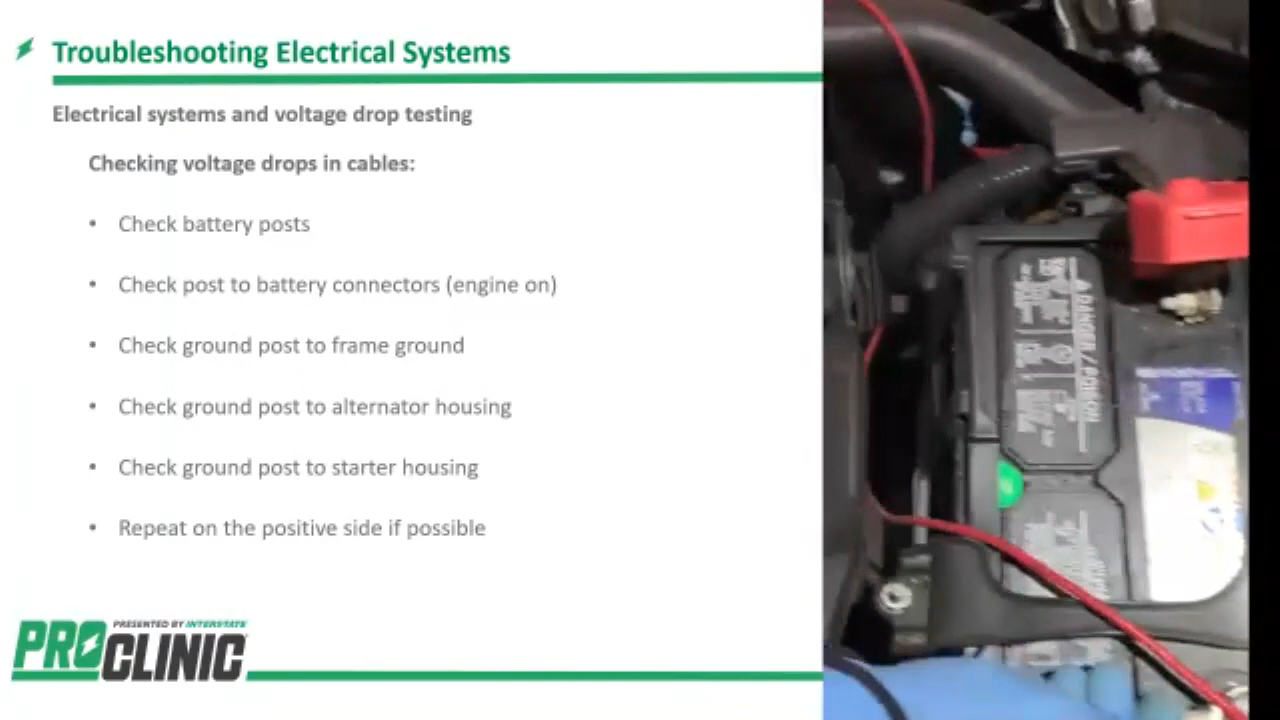 Troubleshooting Electrical Systems
Electrical systems and voltage drop testing
Checking voltage drops in cables:
• Check battery posts
• Check post to battery connectors (engine on)
• Check ground post to frame ground
• Check ground post to alternator housing
• Check ground post to starter housing
• Repeat on the positive side if possible
PRESENTED BY INTERSTATE
PROCLINIC
DANGER / POISON